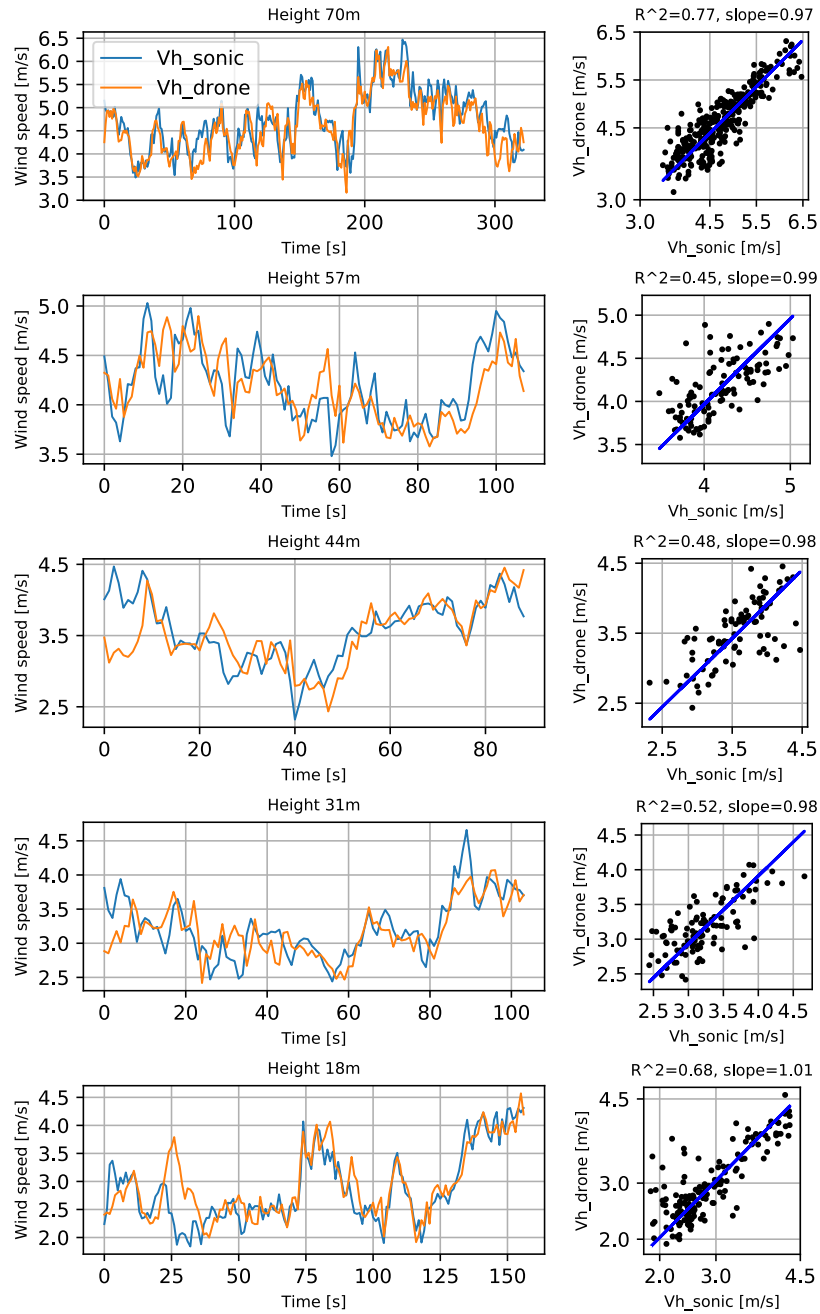 Height 70m
R^2=0.77, slope=0.97
Wind speed [m/s]
6.5
6.0
5.5
5.0
4.5
4.0
3.5
3.0
Vh_sonic
Vh_drone
0
100
200
300
Time [s]
Vh_drone [m/s]
6.5
5.5
4.5
3.0
3.0
4.5
5.5
6.5
Vh_sonic [m/s]
Height 57m
R^2=0.45, slope=0.99
Wind speed [m/s]
5.0
4.5
4.0
3.5
0
20
40
60
80
100
Time [s]
Vh_drone [m/s]
5.0
4.5
4.0
3.5
4
5
Vh_sonic [m/s]
Height 44m
R^2=0.48, slope=0.98
Wind speed [m/s]
4.5
3.5
2.5
0
20
40
60
80
Time [s]
Vh_drone [m/s]
4.5
3.5
2.5
2.5
3.5
4.5
Vh_sonic [m/s]
Height 31m
R^2=0.52, slope=0.98
Wind speed [m/s]
4.5
4.0
3.5
3.0
2.5
0
20
40
60
80
100
Time [s]
Vh_drone [m/s]
4.5
4.0
3.5
3.0
2.5
2.5
3.0
4.0
4.5
Vh_sonic [m/s]
Height 18m
R^2=0.68, slope=1.01
Wind speed [m/s]
4.5
4.0
3.5
3.0
2.5
2.0
0
25
50
75
100
125
150
Time [s]
Vh_drone [m/s]
4.5
3.0
2.0
2.0
3.0
4.5
Vh_sonic [m/s]